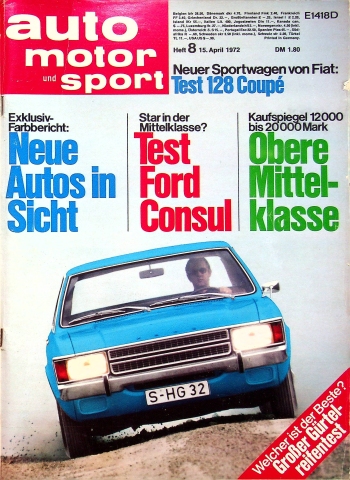 auto
motor
und sport
E1418D
Heft 8 15. April 1972 DM 1.80
Neuer Sportwagen von Fiat:
Test 128 Coupé
Exklusiv-
Farbbericht:
Neue
Autos in
Sicht
Star in der
Mittelklasse?
Test
Ford
Consul
Kaufspiegel 12000
bis 20000 Mark
Obere
Mittel-
klasse
S-HG 32
Welcher ist der Beste?
Großer Gürtel-
reifentest